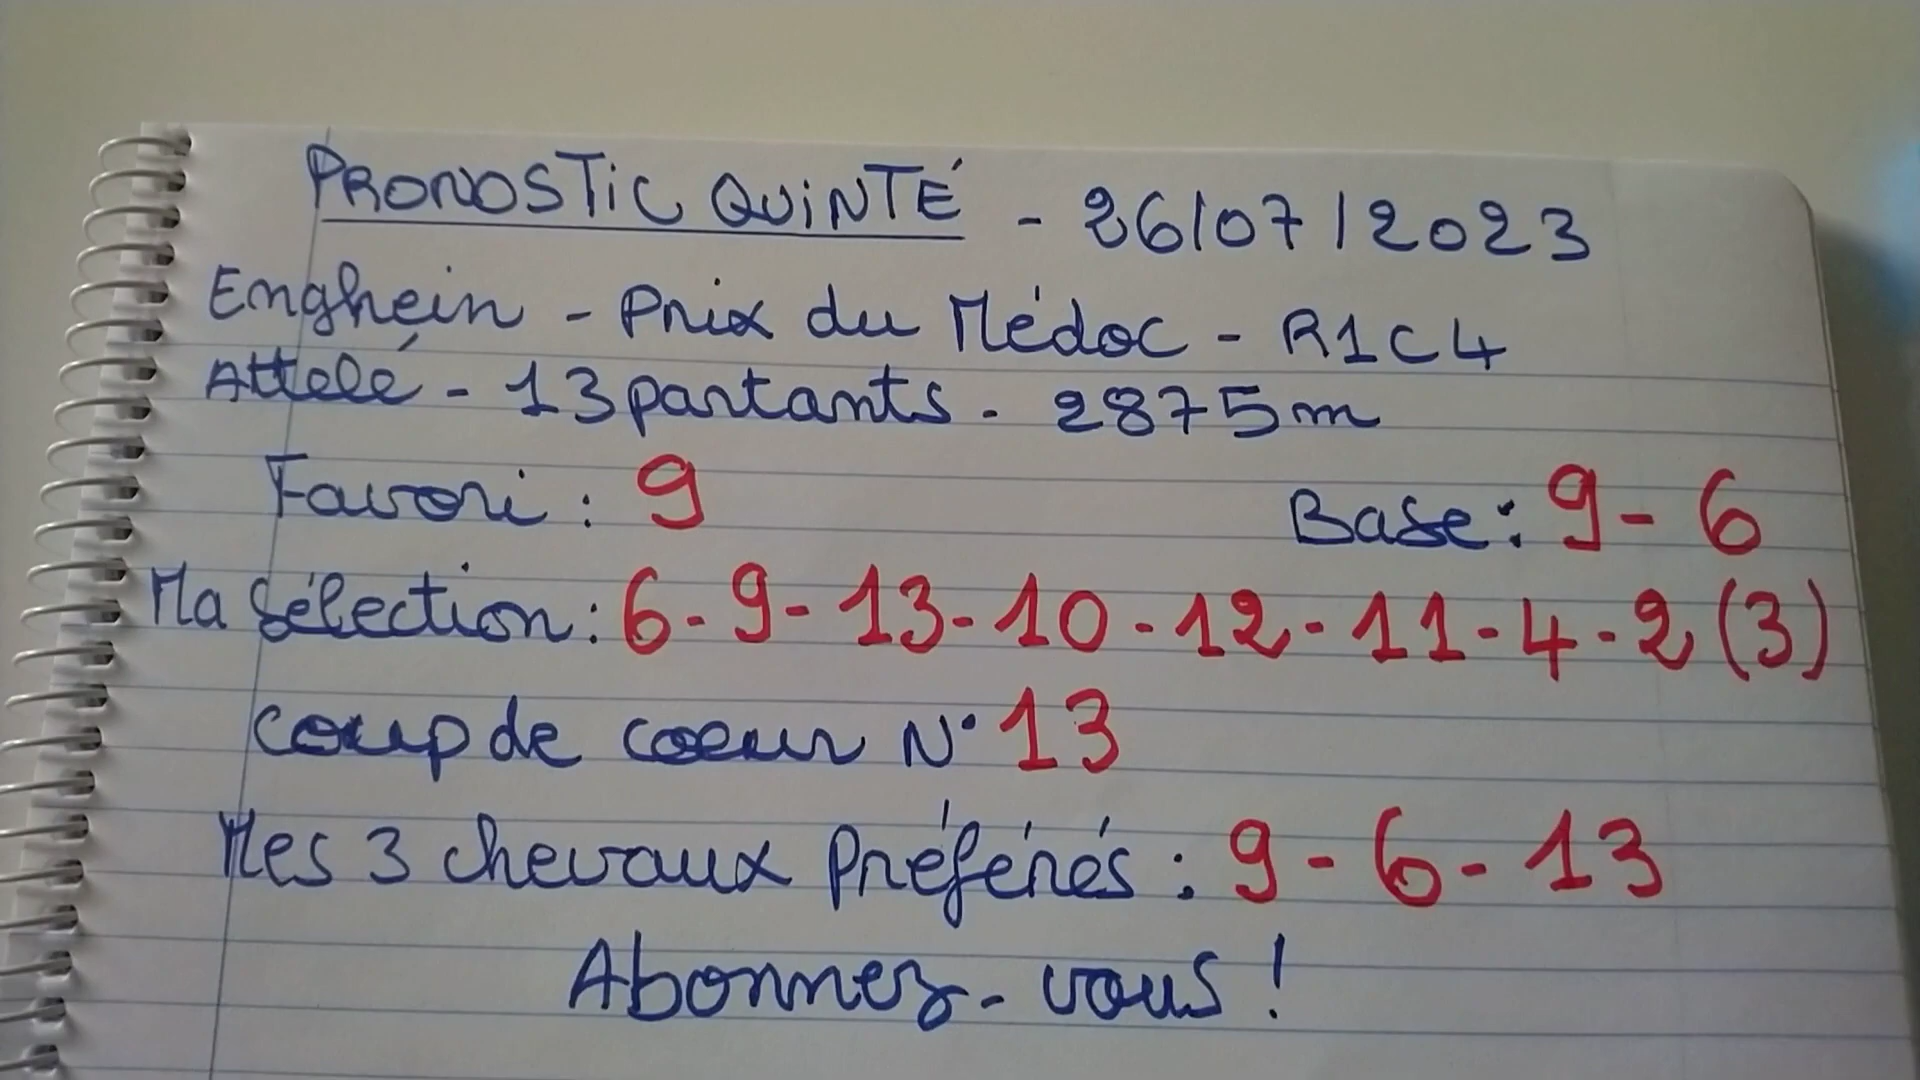 PRONOSTIC QUINTÉ - 26/07/2023
Enghein - Prix du Médoc - R1C4
Attelé - 13 partants - 2875m
Favori : 9 Base : 9 - 6
Ma Sélection : 6 - 9 - 13 - 10 - 12 - 11 - 4 - 2 (3)
coup de coeur N° 13
Mes 3 chevaux Préférés : 9 - 6 - 13
Abonnez-vous !